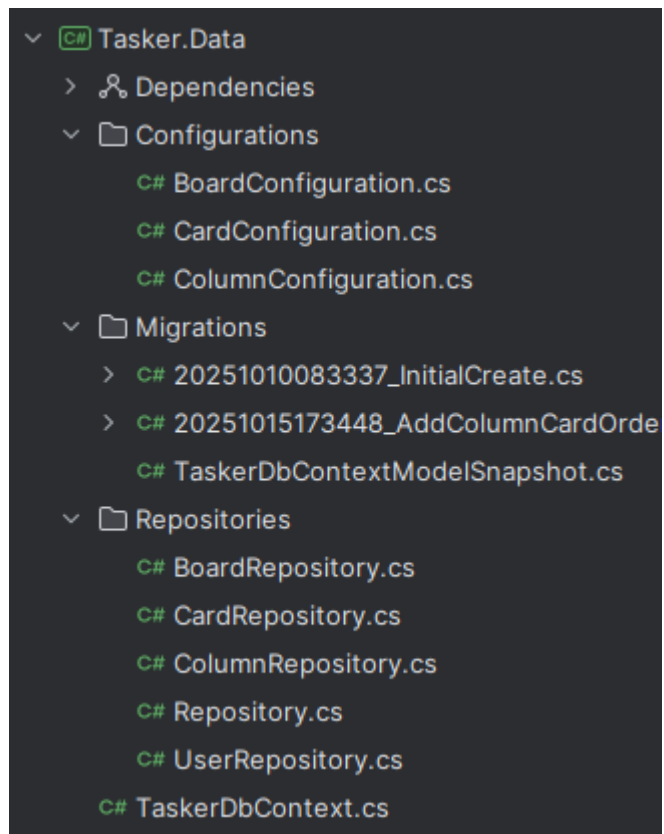 C# Tasker.Data
Dependencies
Configurations
C# BoardConfiguration.cs
C# CardConfiguration.cs
C# ColumnConfiguration.cs
Migrations
C# 20251010083337_InitialCreate.cs
C# 20251015173448_AddColumnCardOrde
C# TaskerDbContextModelSnapshot.cs
Repositories
C# BoardRepository.cs
C# CardRepository.cs
C# ColumnRepository.cs
C# Repository.cs
C# UserRepository.cs
C# TaskerDbContext.cs